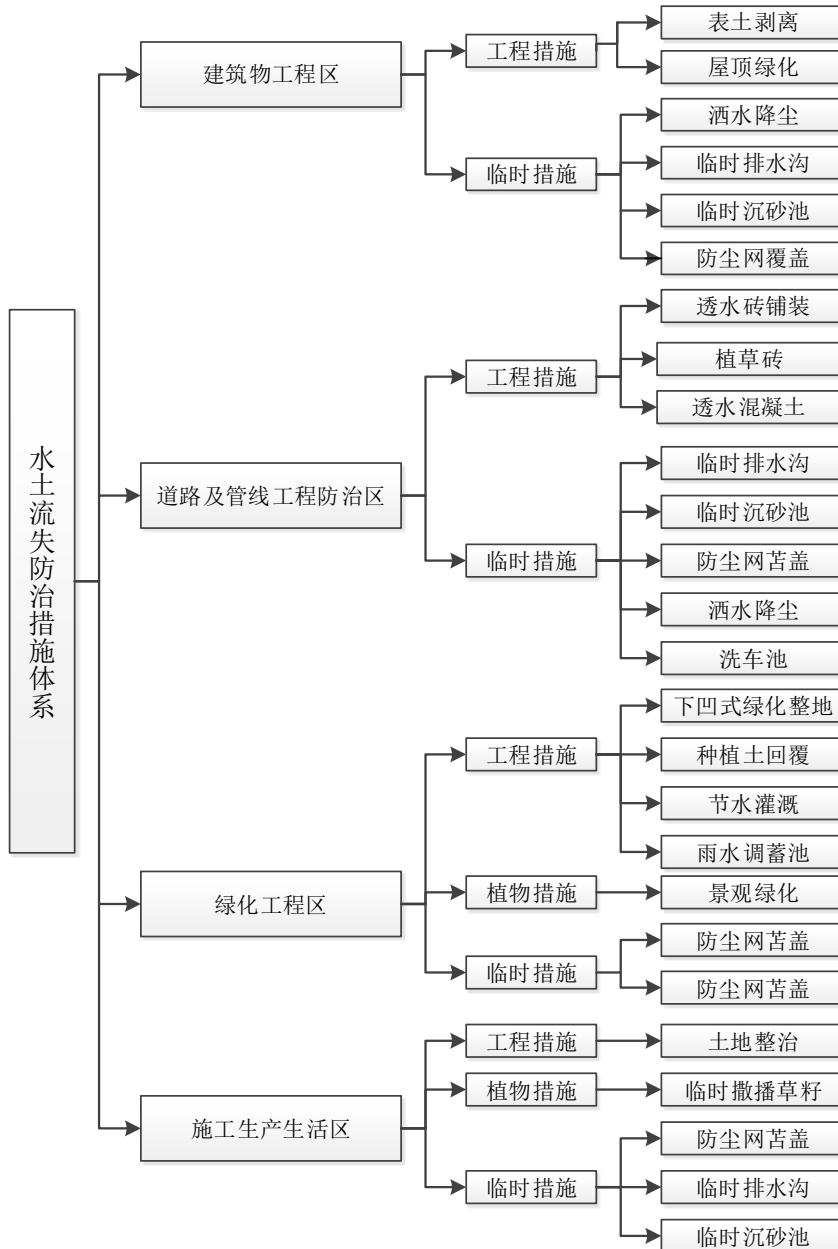 水土流失防治措施体系
建筑物工程区
工程措施
表土剥离
屋顶绿化
临时措施
洒水降尘
临时排水沟
临时沉砂池
防尘网覆盖
道路及管线工程防治区
工程措施
透水砖铺装
植草砖
透水混凝土
临时措施
临时排水沟
临时沉砂池
防尘网苫盖
洒水降尘
洗车池
绿化工程区
工程措施
下凹式绿化整地
种植土回覆
节水灌溉
雨水调蓄池
植物措施
景观绿化
临时措施
防尘网苫盖
防尘网苫盖
施工生产生活区
工程措施
土地整治
植物措施
临时撒播草籽
临时措施
防尘网苫盖
临时排水沟
临时沉砂池